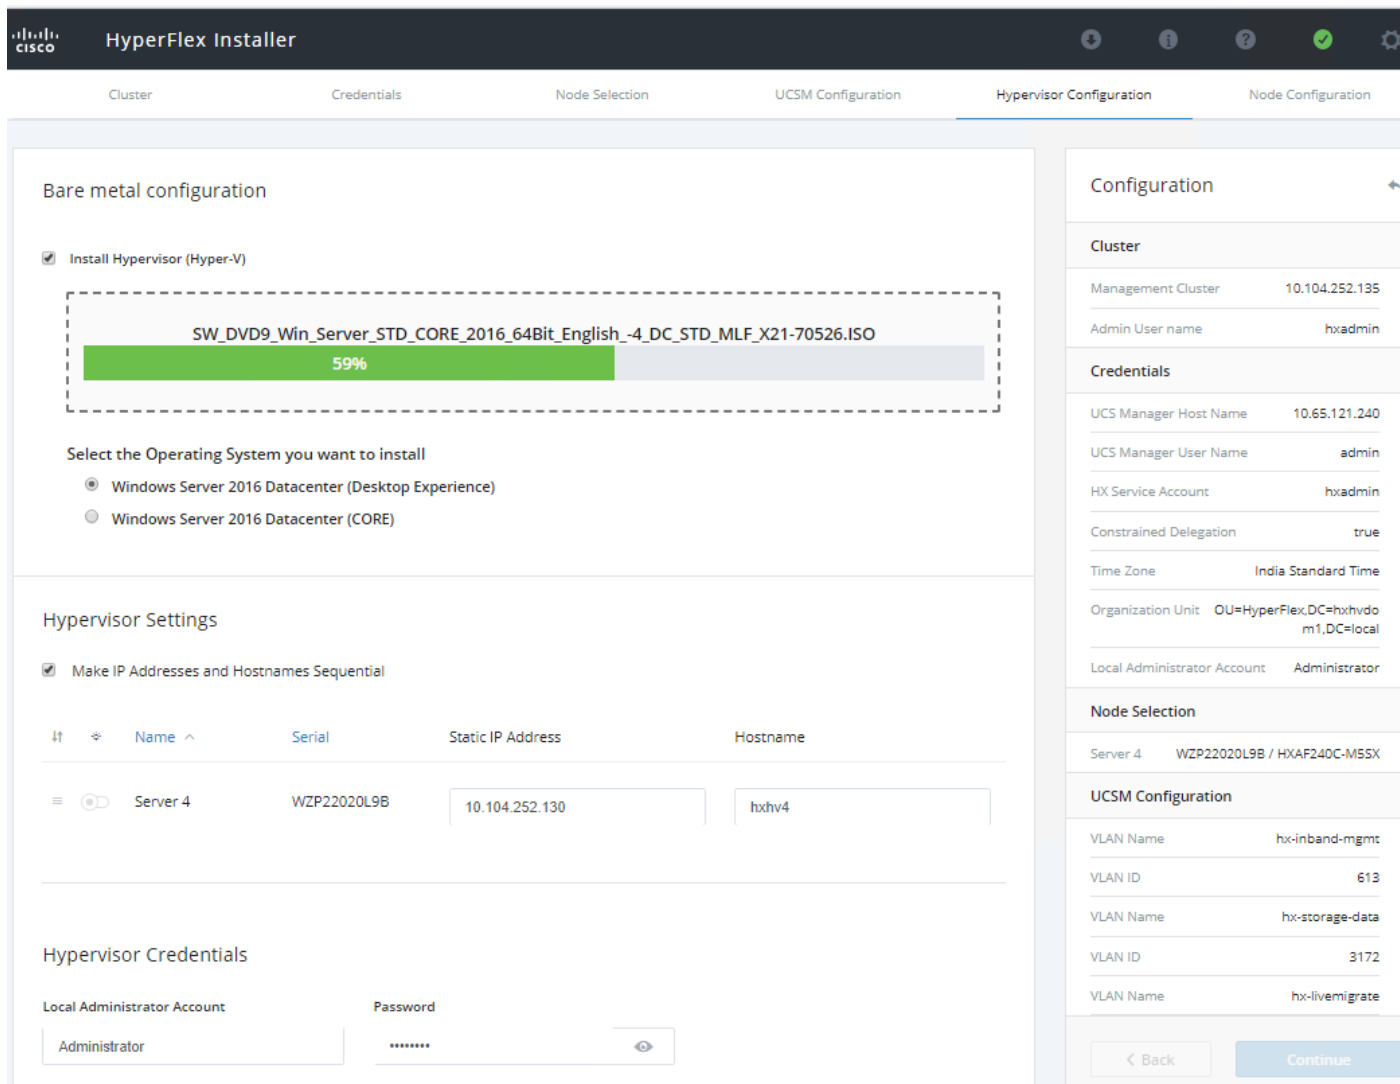 CISCO
HyperFlex Installer
Cluster
Credentials
Node Selection
UCSM Configuration
Hypervisor Configuration
Node Configuration
Bare metal configuration
Install Hypervisor (Hyper-V)
SW_DVD9_Win_Server_STD_CORE_2016_64Bit_English_-4_DC_STD_MLF_X21-70526.ISO
59%
Select the Operating System you want to install
Windows Server 2016 Datacenter (Desktop Experience)
Windows Server 2016 Datacenter (CORE)
Hypervisor Settings
Make IP Addresses and Hostnames Sequential
Name Serial Static IP Address Hostname
Server 4 WZP22020L9B 10.104.252.130 hxhv4
Hypervisor Credentials
Local Administrator Account Password
Administrator ••••••••
Configuration
Cluster
Management Cluster 10.104.252.135
Admin User name hxadmin
Credentials
UCS Manager Host Name 10.65.121.240
UCS Manager User Name admin
HX Service Account hxadmin
Constrained Delegation true
Time Zone India Standard Time
Organization Unit OU=HyperFlex,DC=hxhvdo
m1,DC=local
Local Administrator Account Administrator
Node Selection
Server 4 WZP22020L9B / HXAF240C-M5SX
UCSM Configuration
VLAN Name hx-inband-mgmt
VLAN ID 613
VLAN Name hx-storage-data
VLAN ID 3172
VLAN Name hx-livemigrate
< Back Continue